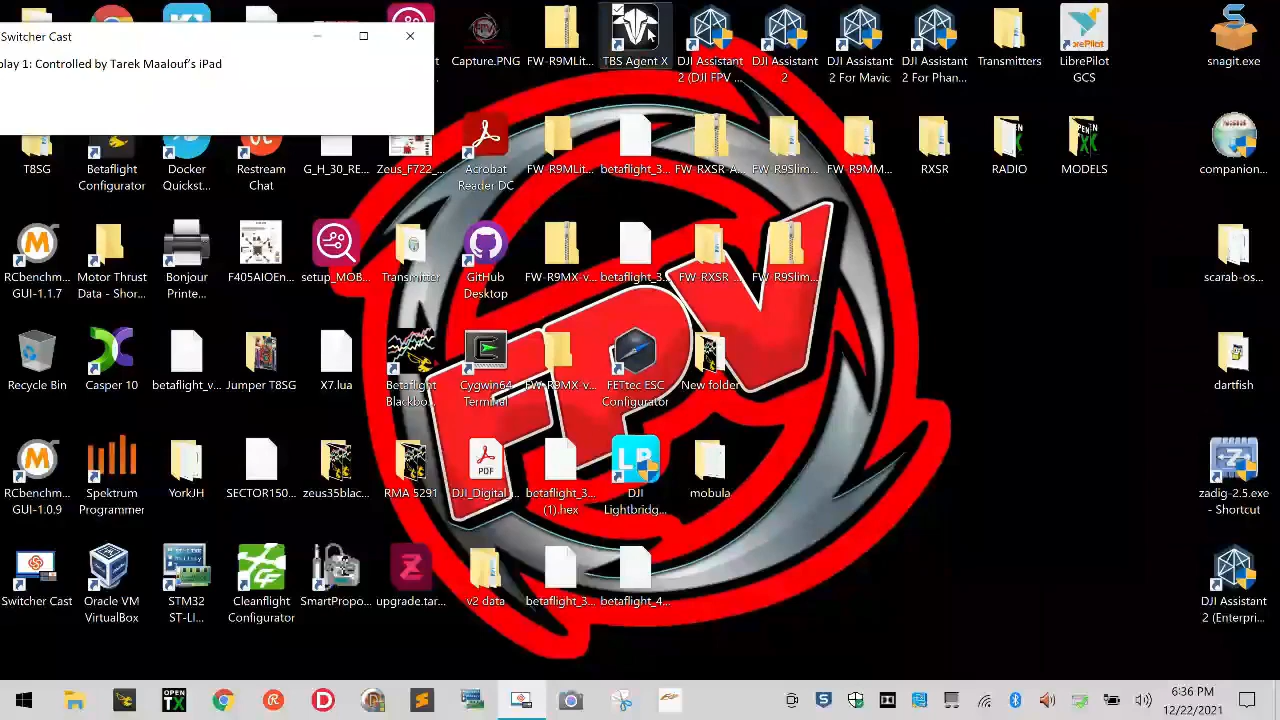 Switcher Cast
play 1: Controlled by Tarek Maalouf's iPad
Capture.PNG
FW-R9MLit...
TBS Agent X
DJI Assistant
2 (DJI FPV ...
DJI Assistant
2
DJI Assistant
2 For Mavic
DJI Assistant
2 For Phan...
Transmitters
LibrePilot
GCS
snagit.exe
T8SG
Betaflight
Configurator
Docker
Quickst...
Restream
Chat
G_H_30_RE...
Zeus_F722_...
Acrobat
Reader DC
FW-R9MLit...
betaflight_3...
FW-RXSR-A...
FW-R9Slim...
FW-R9MM...
RXSR
RADIO
MODELS
companion...
RCbenchm...
GUI-1.1.7
Motor Thrust
Data - Shor...
Bonjour
Printe...
F405AIOEn...
setup_MOB...
Transmitter
GitHub
Desktop
FW-R9MX-v...
betaflight_3...
FW-RXSR_...
FW-R9Slim...
scarab-os...
FPV
Recycle Bin
Casper 10
betaflight_v...
Jumper T8SG
X7.lua
Betaflight
Blackbo...
Cygwin64
Terminal
FW-R9MX-v...
FETtec ESC
Configurator
New folder
dartfish
RCbenchm...
GUI-1.0.9
Spektrum
Programmer
YorkJH
SECTOR150...
zeus35blac...
RMA 5291
PDF
DJI_Digital_...
betaflight_3...
(1).hex
LB
DJI
Lightbridg...
mobula
zadig-2.5.exe
- Shortcut
Switcher Cast
Oracle VM
VirtualBox
STM32
ST-LI...
Cleanflight
Configurator
SmartPropo...
upgrade.tar...
v2 data
betaflight_3...
betaflight_4...
DJI Assistant
2 (Enterpri...
OPEN
TX
6:36 PM
12/22/2021